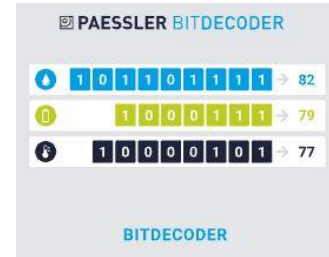 PAESSLER BITDECODER
1 0 1 1 0 1 1 1 1 → 82
1 0 0 0 1 1 1 → 79
1 0 0 0 0 1 0 1 → 77
BITDECODER